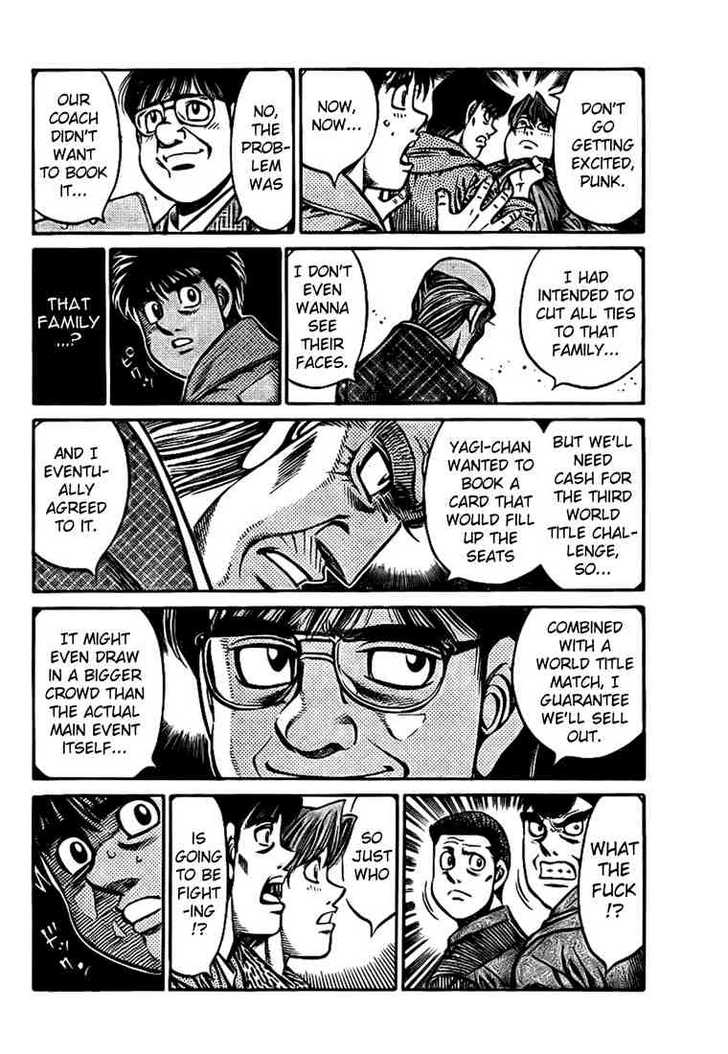 DON'T
GO
GETTING
EXCITED,
PUNK.
NOW,
NOW...
NO,
THE
PROB-
LEM
WAS
OUR
COACH
DIDN'T
WANT
TO BOOK
IT...
I HAD
INTENDED TO
CUT ALL TIES
TO THAT
FAMILY...
I DON'T
EVEN
WANNA
SEE
THEIR
FACES.
THAT
FAMILY
...?
BUT WE'LL
NEED
CASH FOR
THE THIRD
WORLD
TITLE CHAL-
LENGE,
SO...
YAGI-CHAN
WANTED TO
BOOK A
CARD THAT
WOULD FILL
UP THE
SEATS
AND I
EVENTU-
ALLY
AGREED
TO IT.
COMBINED
WITH A
WORLD TITLE
MATCH, I
GUARANTEE
WE'LL SELL
OUT.
IT MIGHT
EVEN DRAW
IN A BIGGER
CROWD THAN
THE ACTUAL
MAIN EVENT
ITSELF...
WHAT
THE
FUCK
!?
SO
JUST
WHO
IS
GOING
TO BE
FIGHT
-ING
!?